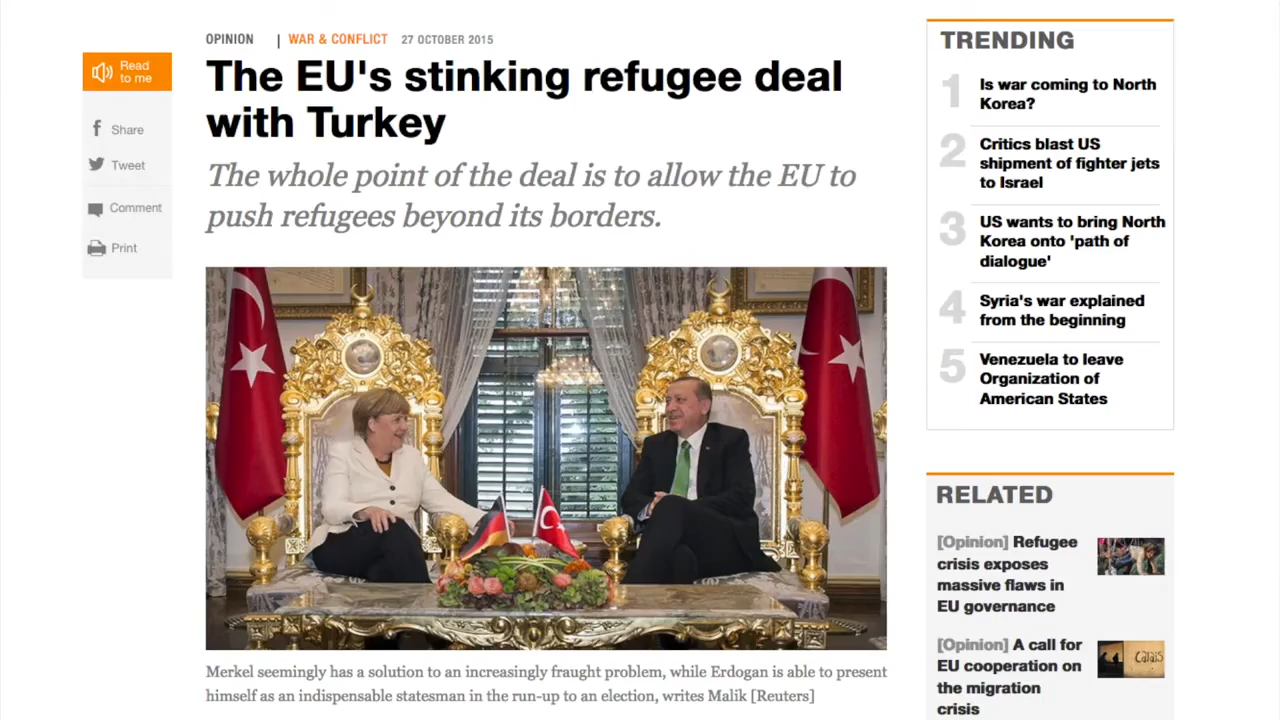 OPINION | WAR & CONFLICT 27 OCTOBER 2015
The EU's stinking refugee deal
with Turkey
The whole point of the deal is to allow the EU to
push refugees beyond its borders.
Read
to me
Share
Tweet
Comment
Print
Merkel seemingly has a solution to an increasingly fraught problem, while Erdogan is able to present
himself as an indispensable statesman in the run-up to an election, writes Malik [Reuters]
TRENDING
1 Is war coming to North
Korea?
2 Critics blast US
shipment of fighter jets
to Israel
3 US wants to bring North
Korea onto 'path of
dialogue'
4 Syria's war explained
from the beginning
5 Venezuela to leave
Organization of
American States
RELATED
[Opinion] Refugee
crisis exposes
massive flaws in
EU governance
[Opinion] A call for
EU cooperation on
the migration
crisis
Calais